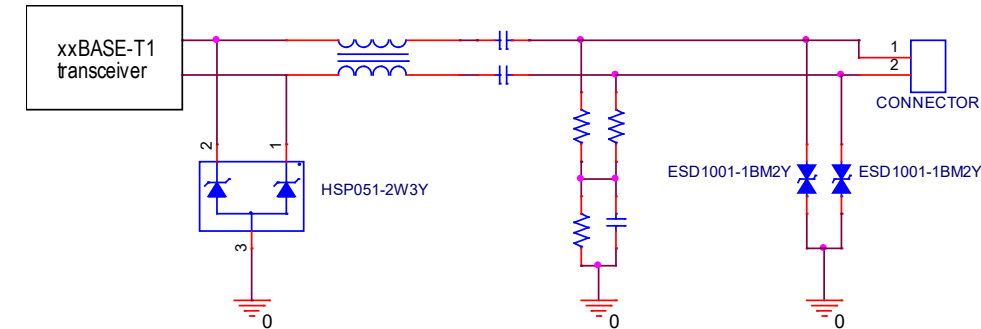 xxBASE-T1
transceiver
1
2
CONNECTOR
2
1
HSP051-2W3Y
3
ESD1001-1BM2Y
ESD1001-1BM2Y
0
0
0